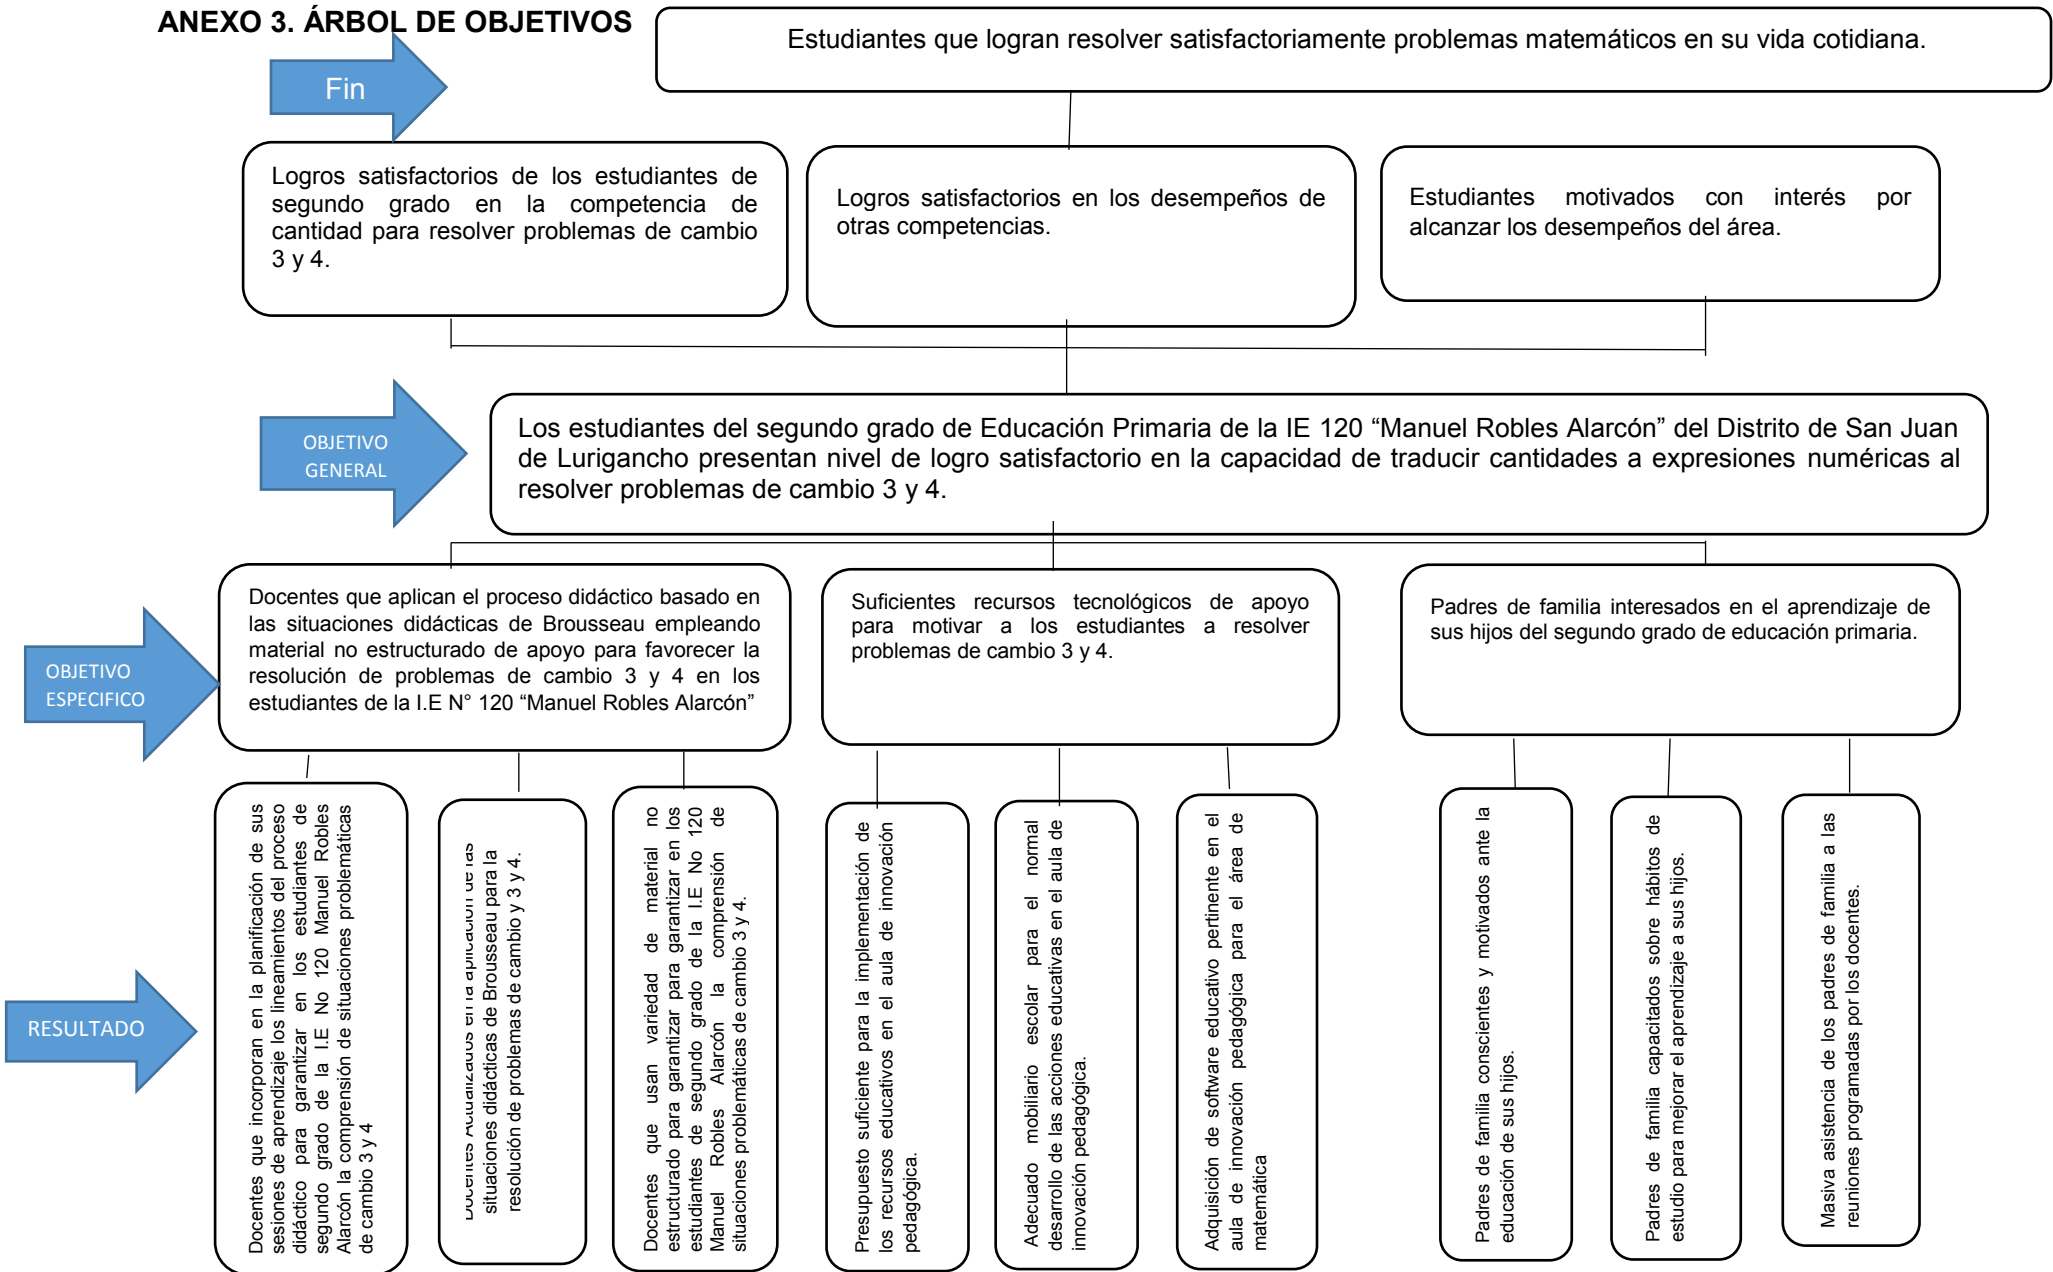 ANEXO 3. ÁRBOL DE OBJETIVOS
Estudiantes que logran resolver satisfactoriamente problemas matemáticos en su vida cotidiana.
Fin
Logros satisfactorios de los estudiantes de
segundo grado en la competencia de
cantidad para resolver problemas de cambio
3 y 4.
Logros satisfactorios en los desempeños de
otras competencias.
Estudiantes motivados con interés por
alcanzar los desempeños del área.
OBJETIVO
GENERAL
Los estudiantes del segundo grado de Educación Primaria de la IE 120 “Manuel Robles Alarcón” del Distrito de San Juan
de Lurigancho presentan nivel de logro satisfactorio en la capacidad de traducir cantidades a expresiones numéricas al
resolver problemas de cambio 3 y 4.
OBJETIVO
ESPECIFICO
Docentes que aplican el proceso didáctico basado en
las situaciones didácticas de Brousseau empleando
material no estructurado de apoyo para favorecer la
resolución de problemas de cambio 3 y 4 en los
estudiantes de la I.E N° 120 “Manuel Robles Alarcón”
Suficientes recursos tecnológicos de apoyo
para motivar a los estudiantes a resolver
problemas de cambio 3 y 4.
Padres de familia interesados en el aprendizaje de
sus hijos del segundo grado de educación primaria.
RESULTADO
Docentes que incorporan en la planificación de sus
sesiones de aprendizaje los lineamientos del proceso
didáctico para garantizar en los estudiantes de
segundo grado de la I.E No 120 Manuel Robles
Alarcón la comprensión de situaciones problemáticas
de cambio 3 y 4
Docentes Actualizados en la aplicación de las
situaciones didácticas de Brousseau para la
resolución de problemas de cambio y 3 y 4.
Docentes que usan variedad de material no
estructurado para garantizar para garantizar en los
estudiantes de segundo grado de la I.E No 120
Manuel Robles Alarcón la comprensión de
situaciones problemáticas de cambio 3 y 4.
Presupuesto suficiente para la implementación de
los recursos educativos en el aula de innovación
pedagógica.
Adecuado mobiliario escolar para el normal
desarrollo de las acciones educativas en el aula de
innovación pedagógica.
Adquisición de software educativo pertinente en el
aula de innovación pedagógica para el área de
matemática
Padres de familia conscientes y motivados ante la
educación de sus hijos.
Padres de familia capacitados sobre hábitos de
estudio para mejorar el aprendizaje a sus hijos.
Masiva asistencia de los padres de familia a las
reuniones programadas por los docentes.